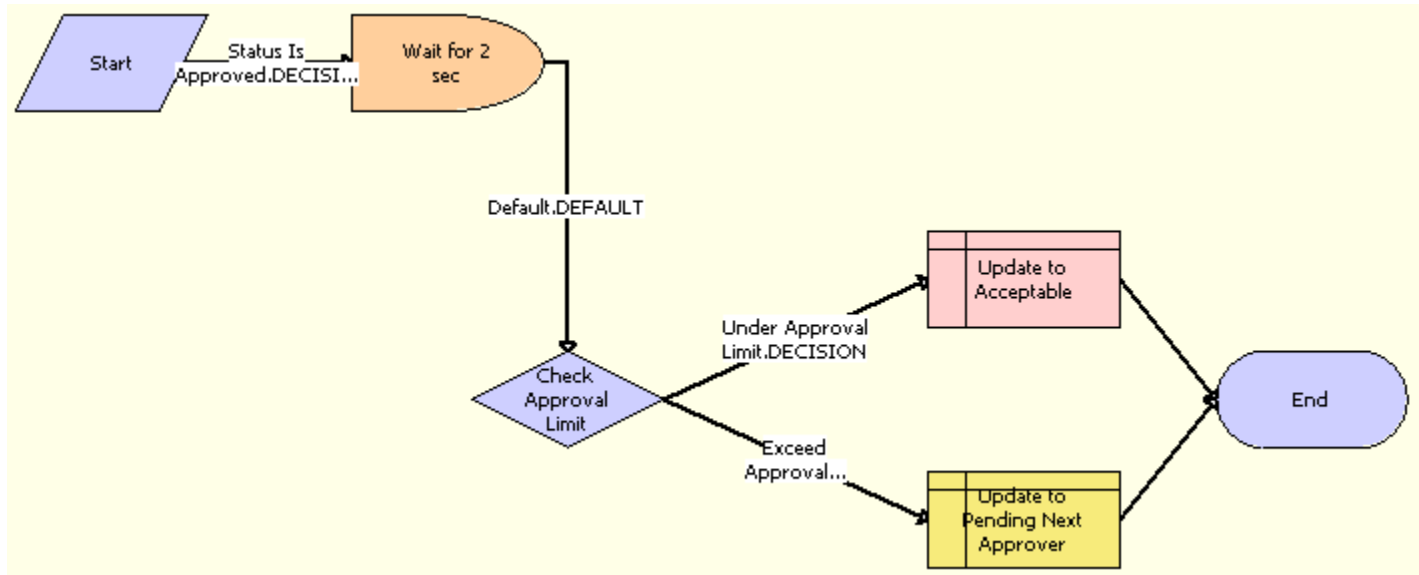 Start
Status Is
Approved.DECISI...
Wait for 2
sec
Default.DEFAULT
Update to
Acceptable
Under Approval
Limit.DECISION
Check
Approval
Limit
End
Exceed
Approval...
Update to
Pending Next
Approver